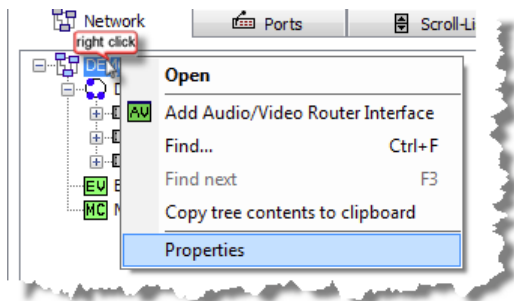 Network
Ports
Scroll-Li
right click
DE
Open
AV Add Audio/Video Router Interface
Find... Ctrl+F
Find next F3
Copy tree contents to clipboard
EV
MC
Properties